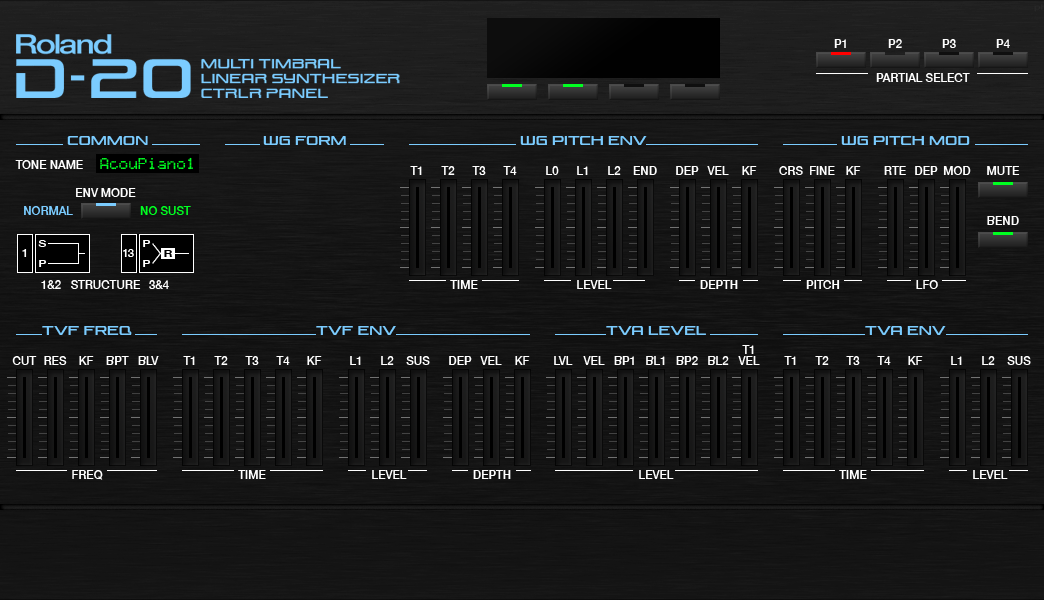 Roland
D-20
MULTI TIMBRAL
LINEAR SYNTHESIZER
CTRLR PANEL
P1 P2 P3 P4
PARTIAL SELECT
COMMON WG FORM WG PITCH ENV WG PITCH MOD
TONE NAME AcouPiano1
ENV MODE
NORMAL NO SUST
1 S P 13 P P R
1&2 STRUCTURE 3&4
T1 T2 T3 T4 L0 L1 L2 END DEP VEL KF
TIME LEVEL DEPTH
CRS FINE KF RTE DEP MOD MUTE
BEND
PITCH LFO
TVF FREQ TVF ENV TVA LEVEL TVA ENV
CUT RES KF BPT BLV
FREQ
T1 T2 T3 T4 KF L1 L2 SUS DEP VEL KF
TIME LEVEL DEPTH
LVL VEL BP1 BL1 BP2 BL2 T1 VEL
LEVEL
T1 T2 T3 T4 KF L1 L2 SUS
TIME LEVEL